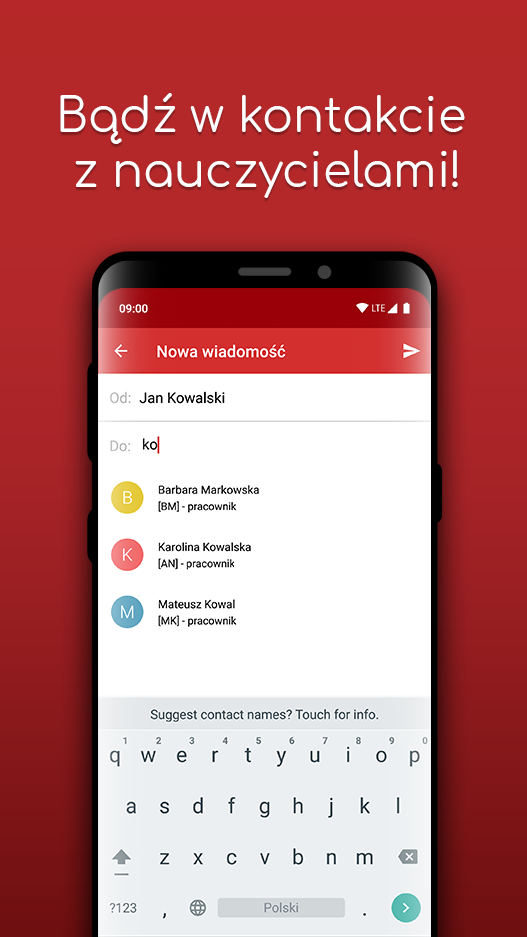 Bądź w kontakcie
z nauczycielami!
09:00 LTE
Nowa wiadomość
Od: Jan Kowalski
Do: ko
B Barbara Markowska
[BM] - pracownik
K Karolina Kowalska
[AN] - pracownik
M Mateusz Kowal
[MK] - pracownik
Suggest contact names? Touch for info.
1 2 3 4 5 6 7 8 9 0
q w e r t y u i o p
a s d f g h j k l
z x c v b n m
?123 , Polski .